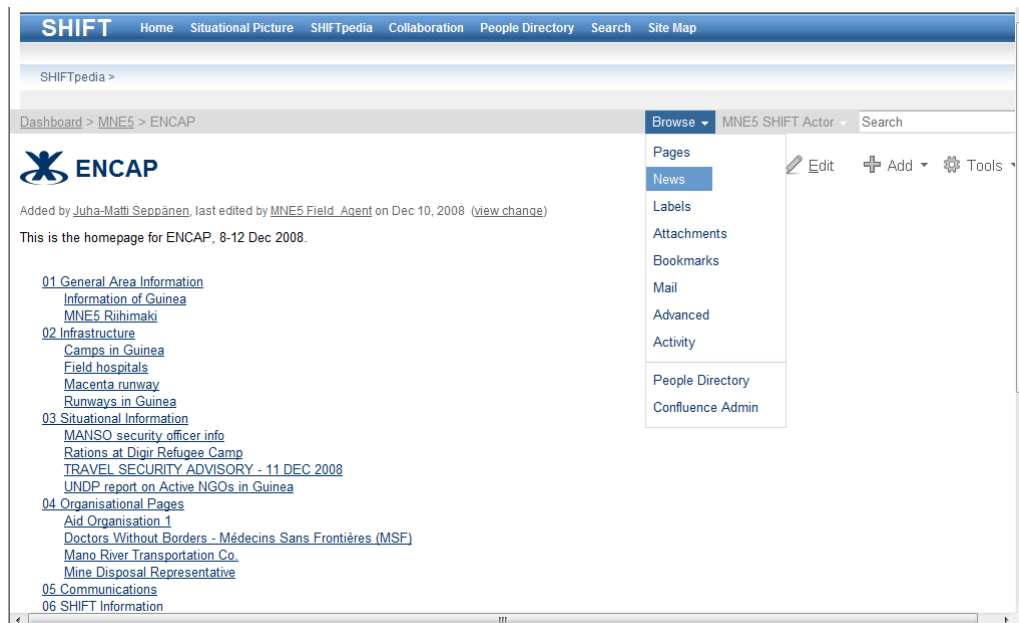 SHIFT Home Situational Picture SHIFTpedia Collaboration People Directory Search Site Map
SHIFTpedia >
Dashboard > MNE5 > ENCAP Browse MNE5 SHIFT Actor Search
Pages
News
Labels
Attachments
Bookmarks
Mail
Advanced
Activity
People Directory
Confluence Admin
Edit Add Tools
ENCAP
Added by Juha-Matti Seppänen, last edited by MNE5 Field Agent on Dec 10, 2008 (view change)
This is the homepage for ENCAP, 8-12 Dec 2008.
01 General Area Information
Information of Guinea
MNE5 Riihimaki
02 Infrastructure
Camps in Guinea
Field hospitals
Macenta runway
Runways in Guinea
03 Situational Information
MANSO security officer info
Rations at Digir Refugee Camp
TRAVEL SECURITY ADVISORY - 11 DEC 2008
UNDP report on Active NGOs in Guinea
04 Organisational Pages
Aid Organisation 1
Doctors Without Borders - Médecins Sans Frontières (MSF)
Mano River Transportation Co.
Mine Disposal Representative
05 Communications
06 SHIFT Information